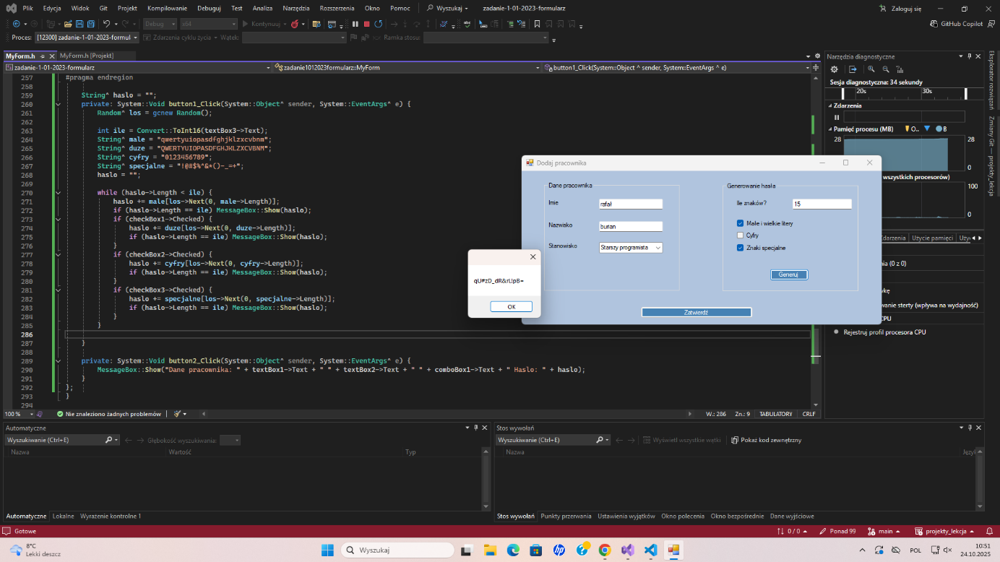 Plik Edycja Widok Git Projekt Kompilowanie Debuguj Test Analiza Narzędzia Rozszerzenia Okno Pomoc Wyszukaj zadanie-1-01-2023-formularz Zaloguj się
Debug x64 Kontynuuj GitHub Copilot
Proces: [12300] zadanie-1-01-2023-formul Zdarzenia cyklu życia Wątek: Ramka stosu:
MyForm.h MyForm.h [Projekt]
zadanie-1-01-2023-formularz zadanie1012023formularz::MyForm button1_Click(System::Object ^ sender, System::EventArgs ^ e)
257 #pragma endregion
258
259 String^ haslo = "";
260 private: System::Void button1_Click(System::Object^ sender, System::EventArgs^ e) {
261 Random^ los = gcnew Random();
262
263 int ile = Convert::ToInt16(textBox3->Text);
264 String^ male = "qwertyuiopasdfghjklzxcvbnm";
265 String^ duze = "QWERTYUIOPASDFGHJKLZXCVBNM";
266 String^ cyfry = "0123456789";
267 String^ specjalne = "!@#$%^&*()-_=+";
268 haslo = "";
269
270 while (haslo->Length < ile) {
271 haslo += male[los->Next(0, male->Length)];
272 if (haslo->Length == ile) MessageBox::Show(haslo);
273 if (checkBox1->Checked) {
274 haslo += duze[los->Next(0, duze->Length)];
275 if (haslo->Length == ile) MessageBox::Show(haslo);
276 }
277 if (checkBox2->Checked) {
278 haslo += cyfry[los->Next(0, cyfry->Length)];
279 if (haslo->Length == ile) MessageBox::Show(haslo);
280 }
281 if (checkBox3->Checked) {
282 haslo += specjalne[los->Next(0, specjalne->Length)];
283 if (haslo->Length == ile) MessageBox::Show(haslo);
284 }
285 }
286
287 }
288
289 private: System::Void button2_Click(System::Object^ sender, System::EventArgs^ e) {
290 MessageBox::Show("Dane pracownika: " + textBox1->Text + " " + textBox2->Text + " " + comboBox1->Text + " Haslo: " + haslo);
291 }
292 };
293 }
294
100 % Nie znaleziono żadnych problemów W.: 286 Zn.: 9 TABULATORY CRLF
qU#zD_dR&rL!pB=
OK
Dodaj pracownika
Dane pracownika
Imie rafał
Nazwisko burian
Stanowisko Starszy programista
Generowanie hasła
Ile znaków? 15
Małe i wielkie litery
Cyfry
Znaki specjalne
Generuj
Zatwierdź
Narzędzia diagnostyczne
Sesja diagnostyczna: 34 sekundy
20s 30s
Zdarzenia
Pamięć procesu (MB) O.. B
28 28
0
wszystkich procesorów)
100
0
Zdarzenia Użycie pamięci
(0 z 0)
wanie sterty (wpływa na wydajność)
CPU
Rejestruj profil procesora CPU
Eksplorator rozwiązań
Zmiany Git — projekty_lekcja
Automatyczne
Wyszukiwanie (Ctrl+E) Głębokość wyszukiwania:
Nazwa Wartość Typ
Automatyczne Lokalne Wyrażenie kontrolne 1
Stos wywołań
Wyszukiwanie (Ctrl+E) Wyświetl wszystkie wątki Pokaż kod zewnętrzny
Nazwa Język
Stos wywołań Punkty przerwania Ustawienia wyjątków Okno polecenia Okno bezpośrednie Dane wyjściowe
Gotowe 0 / 0 Ponad 99 main projekty_lekcja
8°C
Lekki deszcz
Wyszukaj
POL
10:51
24.10.2025